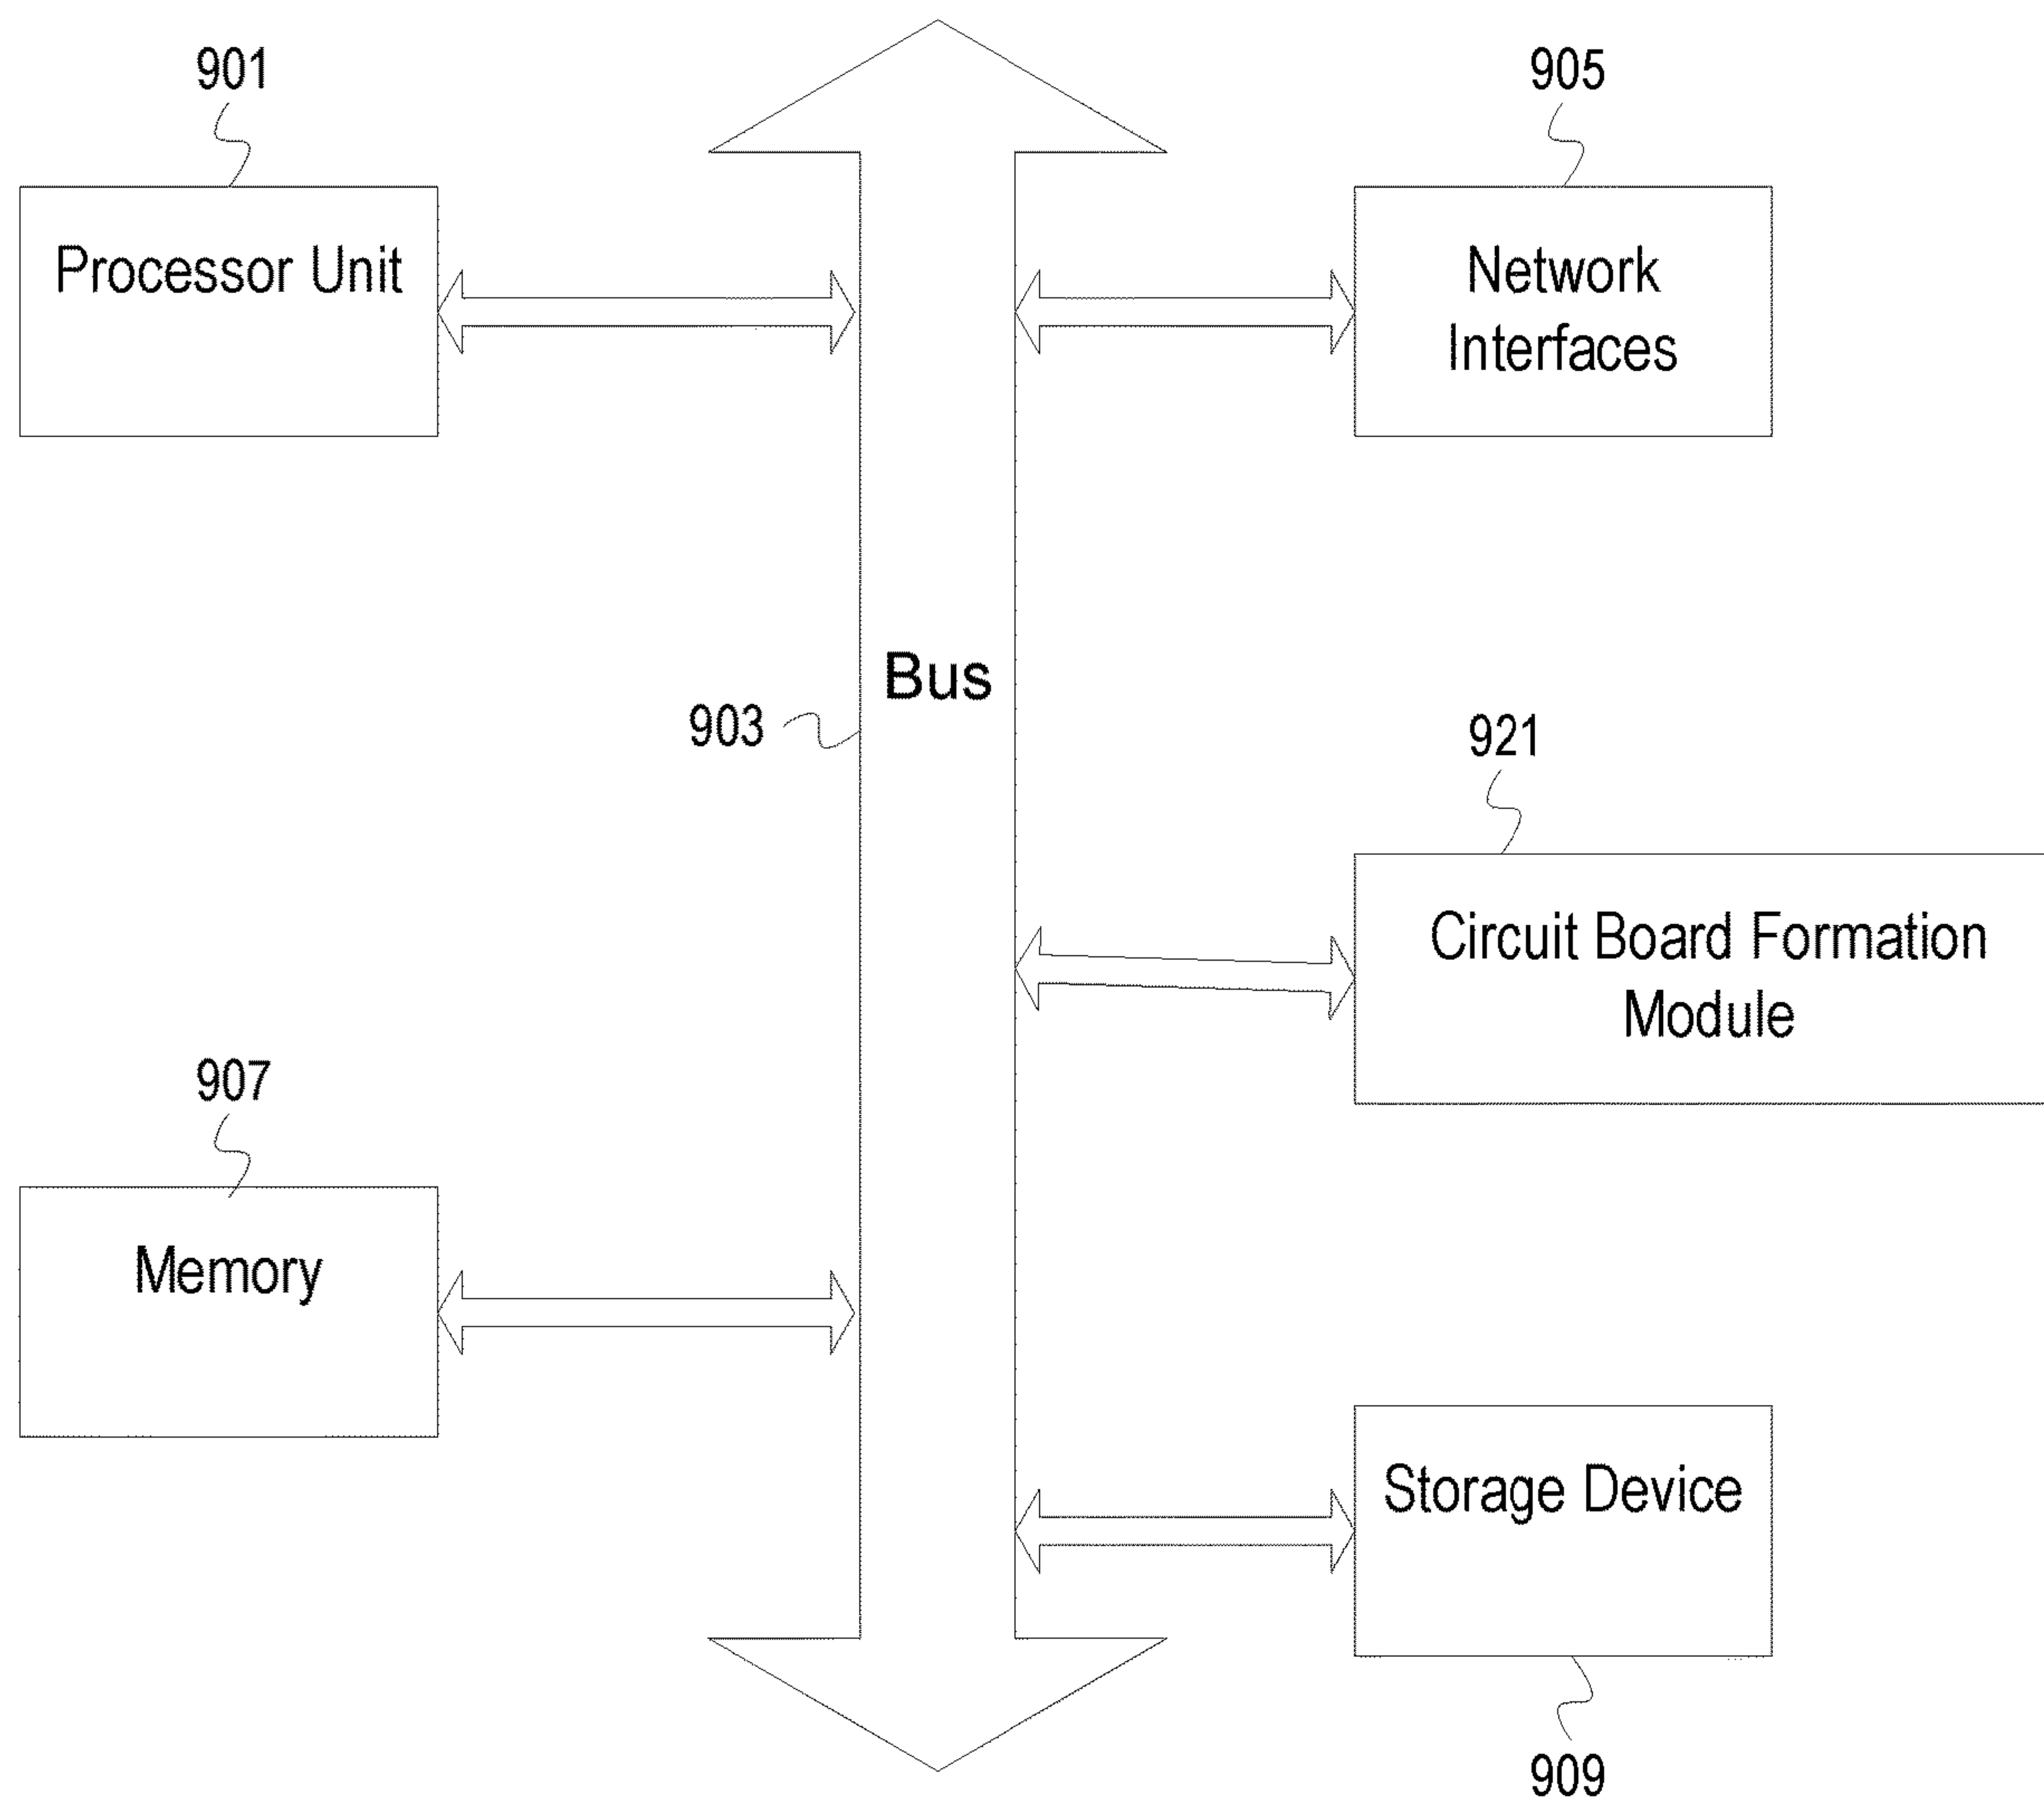 901
905
Processor Unit
Network
Interfaces
Bus
903
921
Circuit Board Formation
Module
907
Memory
Storage Device
909